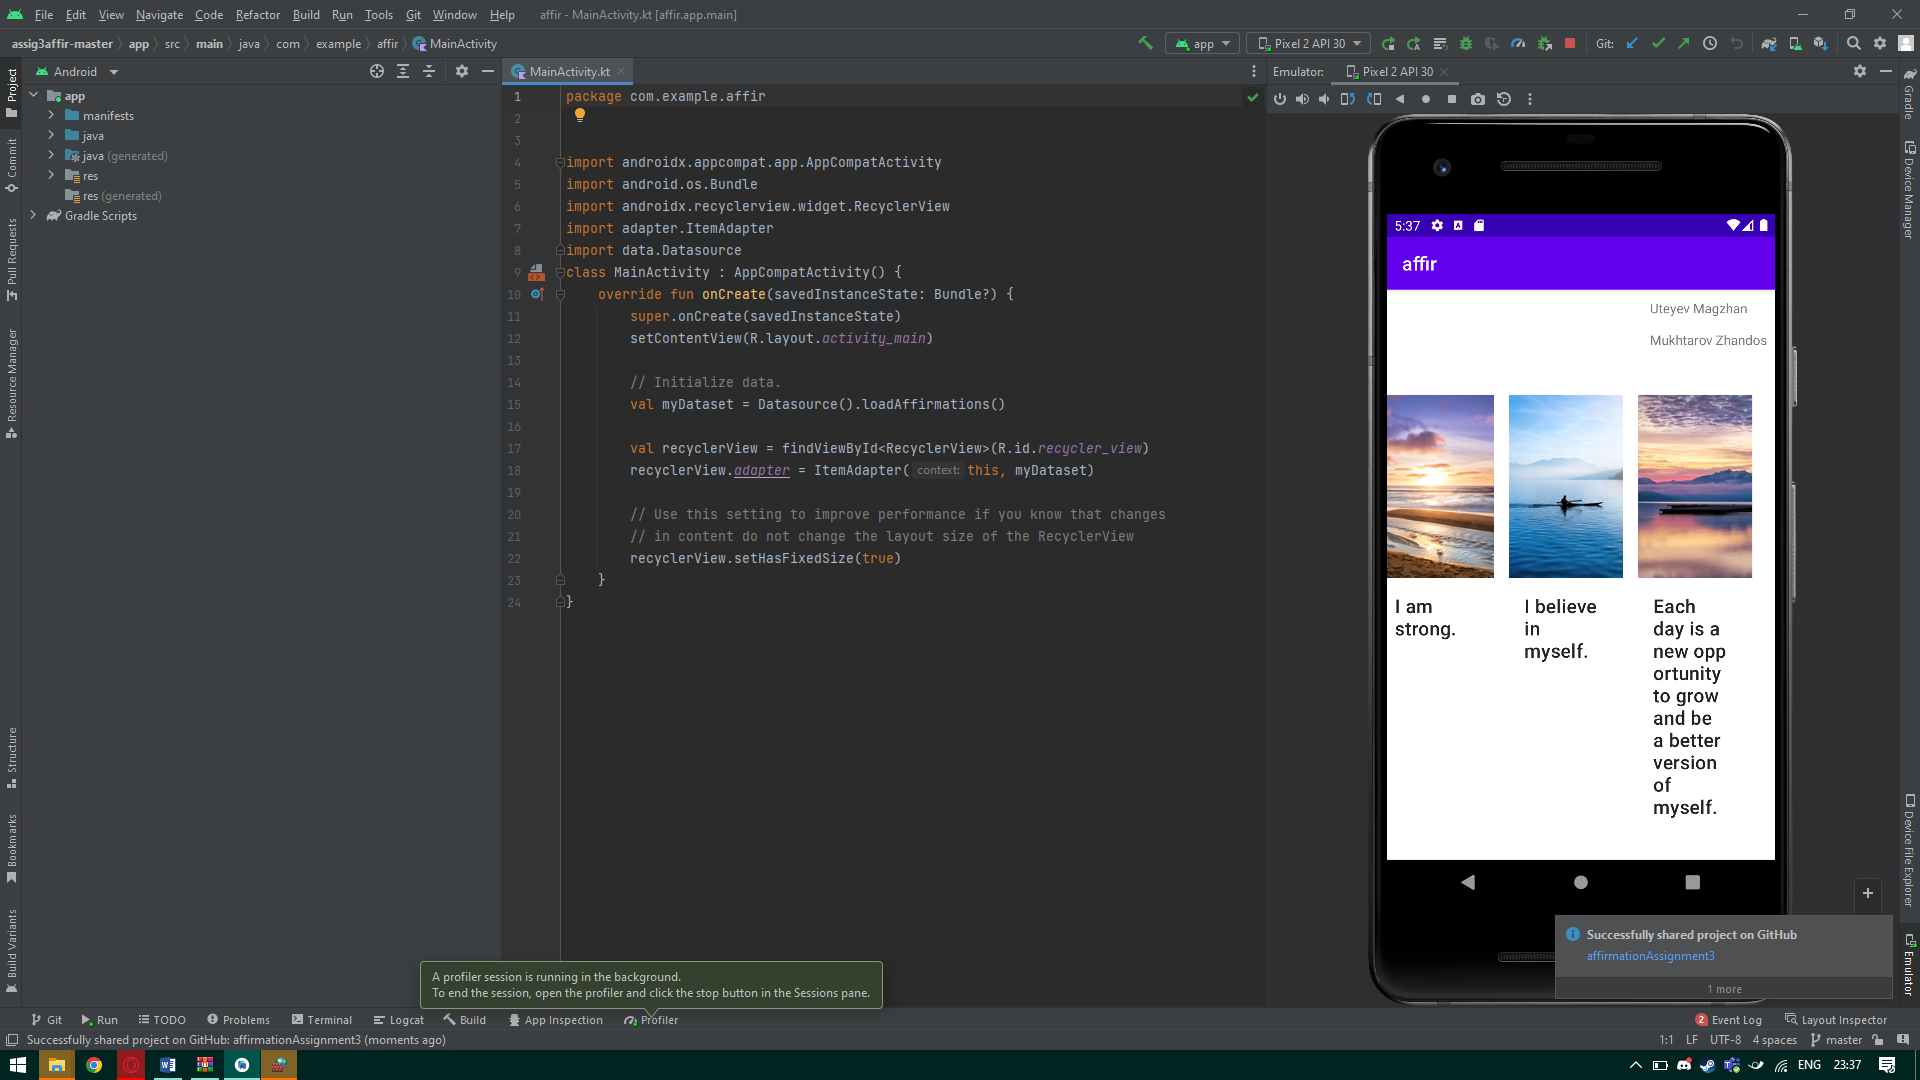 File Edit View Navigate Code Refactor Build Run Tools Git Window Help affir - MainActivity.kt [affir.app.main]
assig3affir-master app src main java com example affir MainActivity
app Pixel 2 API 30 Git:
Project
Commit
Pull Requests
Resource Manager
Structure
Bookmarks
Build Variants
Android
app
manifests
java
java (generated)
res
res (generated)
Gradle Scripts
MainActivity.kt
1 package com.example.affir
2
3
4 import androidx.appcompat.app.AppCompatActivity
5 import android.os.Bundle
6 import androidx.recyclerview.widget.RecyclerView
7 import adapter.ItemAdapter
8 import data.Datasource
9 class MainActivity : AppCompatActivity() {
10 override fun onCreate(savedInstanceState: Bundle?) {
11 super.onCreate(savedInstanceState)
12 setContentView(R.layout.activity_main)
13
14 // Initialize data.
15 val myDataset = Datasource().loadAffirmations()
16
17 val recyclerView = findViewById<RecyclerView>(R.id.recycler_view)
18 recyclerView.adapter = ItemAdapter( context: this, myDataset)
19
20 // Use this setting to improve performance if you know that changes
21 // in content do not change the layout size of the RecyclerView
22 recyclerView.setHasFixedSize(true)
23 }
24 }
Emulator: Pixel 2 API 30
5:37
affir
Uteyev Magzhan
Mukhtarov Zhandos
I am
strong.
I believe
in
myself.
Each
day is a
new opp
ortunity
to grow
and be
a better
version
of
myself.
Gradle
Device Manager
Device File Explorer
Emulator
Successfully shared project on GitHub
affirmationAssignment3
1 more
A profiler session is running in the background.
To end the session, open the profiler and click the stop button in the Sessions pane.
Git Run TODO Problems Terminal Logcat Build App Inspection Profiler 2 Event Log Layout Inspector
Successfully shared project on GitHub: affirmationAssignment3 (moments ago) 1:1 LF UTF-8 4 spaces master
ENG 23:37